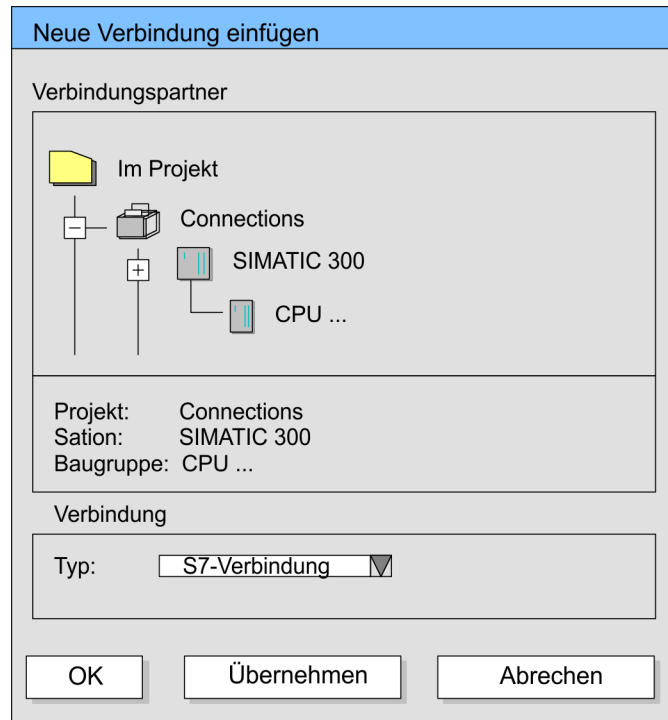 Neue Verbindung einfügen
Verbindungspartner
Im Projekt
Connections
SIMATIC 300
CPU ...
Projekt: Connections
Sation: SIMATIC 300
Baugruppe: CPU ...
Verbindung
Typ: S7-Verbindung
OK Übernehmen Abrechen